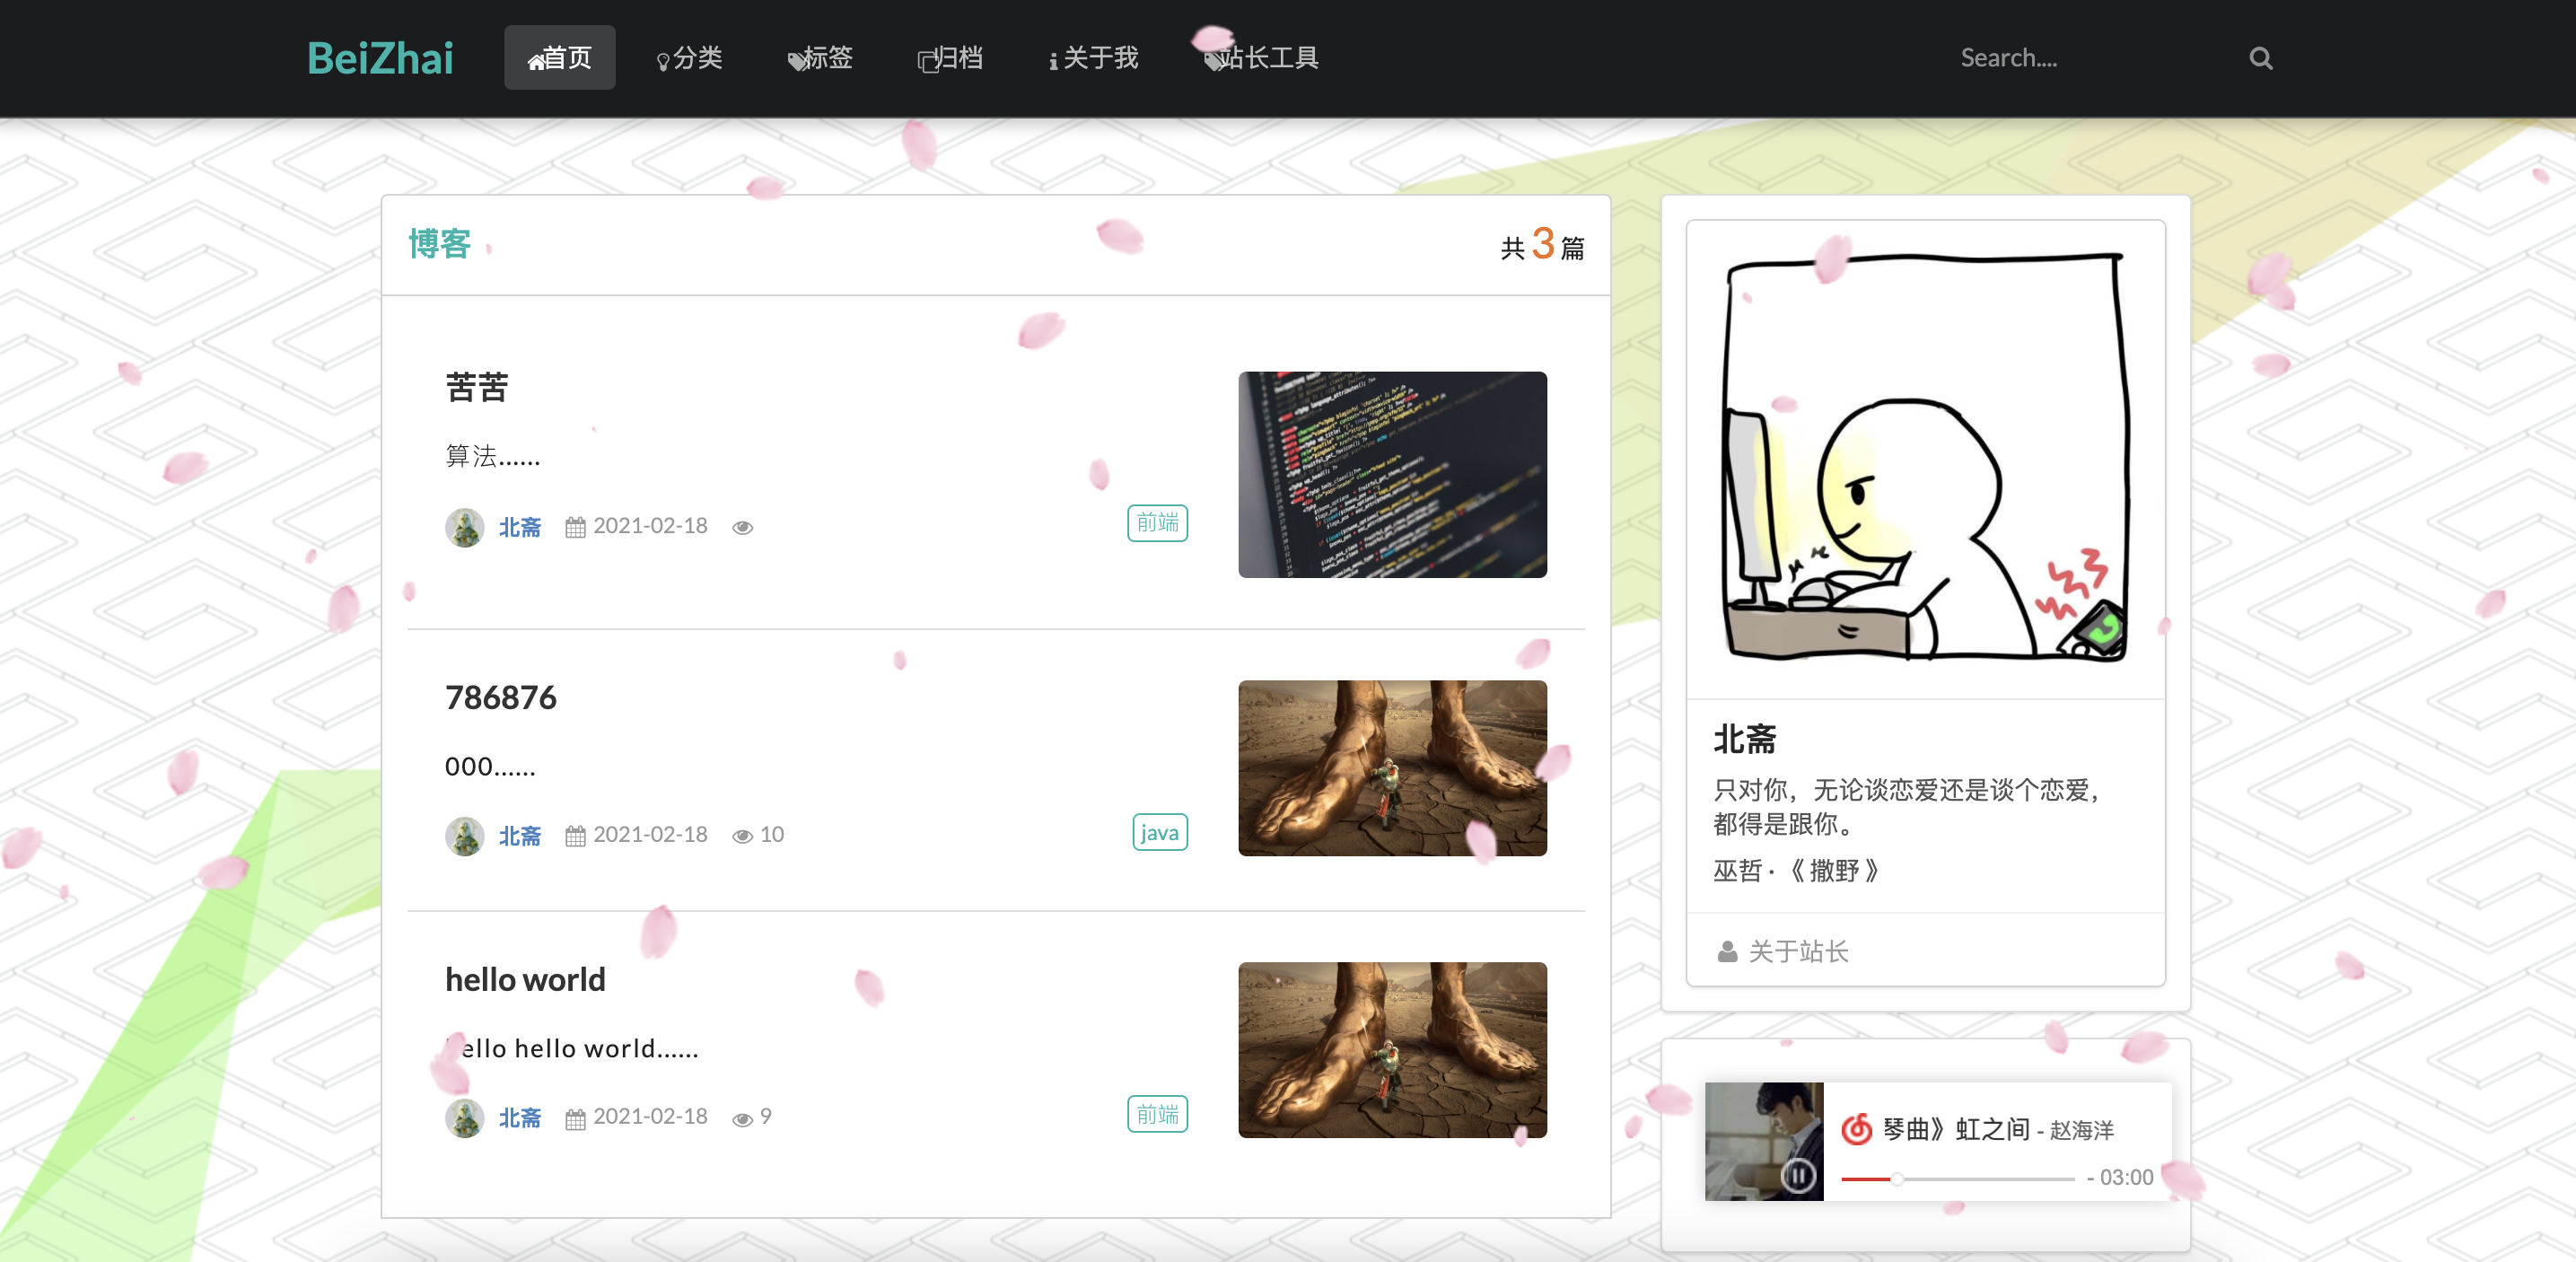 BeiZhai 首页 分类 标签 归档 关于我 站长工具 Search....
博客 共 3 篇
苦苦
算法......
北斋 2021-02-18 前端
786876
000......
北斋 2021-02-18 10 java
hello world
ello hello world......
北斋 2021-02-18 9 前端
北斋
只对你，无论谈恋爱还是谈个恋爱，
都得是跟你。
巫哲 · 《 撒野 》
关于站长
琴曲》虹之间 - 赵海洋
- 03:00